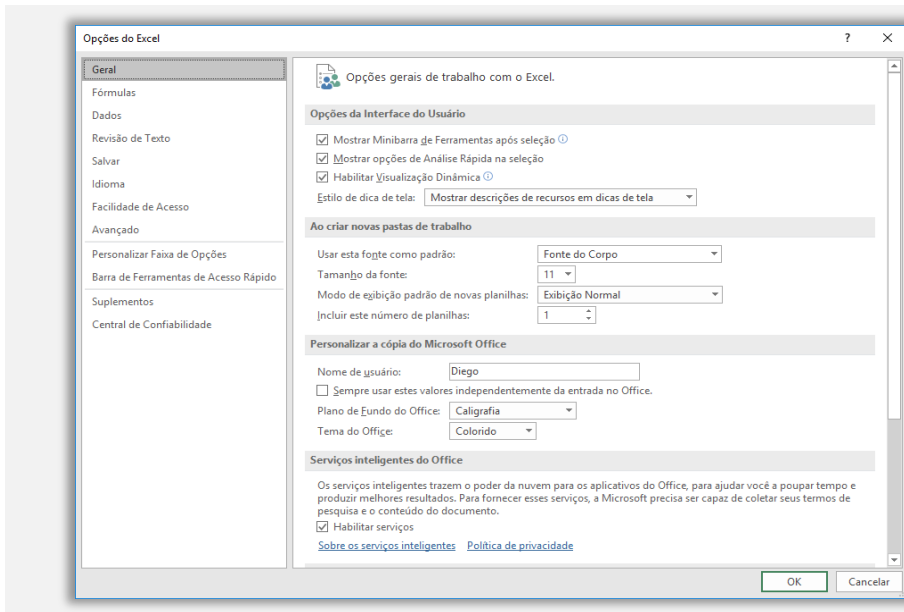 Opções do Excel
?
Geral
Fórmulas
Dados
Revisão de Texto
Salvar
Idioma
Facilidade de Acesso
Avançado
Personalizar Faixa de Opções
Barra de Ferramentas de Acesso Rápido
Suplementos
Central de Confiabilidade
Opções gerais de trabalho com o Excel.
Opções da Interface do Usuário
Mostrar Minibarra de Ferramentas após seleção
Mostrar opções de Análise Rápida na seleção
Habilitar Visualização Dinâmica
Estilo de dica de tela: Mostrar descrições de recursos em dicas de tela
Ao criar novas pastas de trabalho
Usar esta fonte como padrão: Fonte do Corpo
Tamanho da fonte: 11
Modo de exibição padrão de novas planilhas: Exibição Normal
Incluir este número de planilhas: 1
Personalizar a cópia do Microsoft Office
Nome de usuário: Diego
Sempre usar estes valores independentemente da entrada no Office.
Plano de Fundo do Office: Caligrafia
Tema do Office: Colorido
Serviços inteligentes do Office
Os serviços inteligentes trazem o poder da nuvem para os aplicativos do Office, para ajudar você a poupar tempo e
produzir melhores resultados. Para fornecer esses serviços, a Microsoft precisa ser capaz de coletar seus termos de
pesquisa e o conteúdo do documento.
Habilitar serviços
Sobre os serviços inteligentes Política de privacidade
OK Cancelar